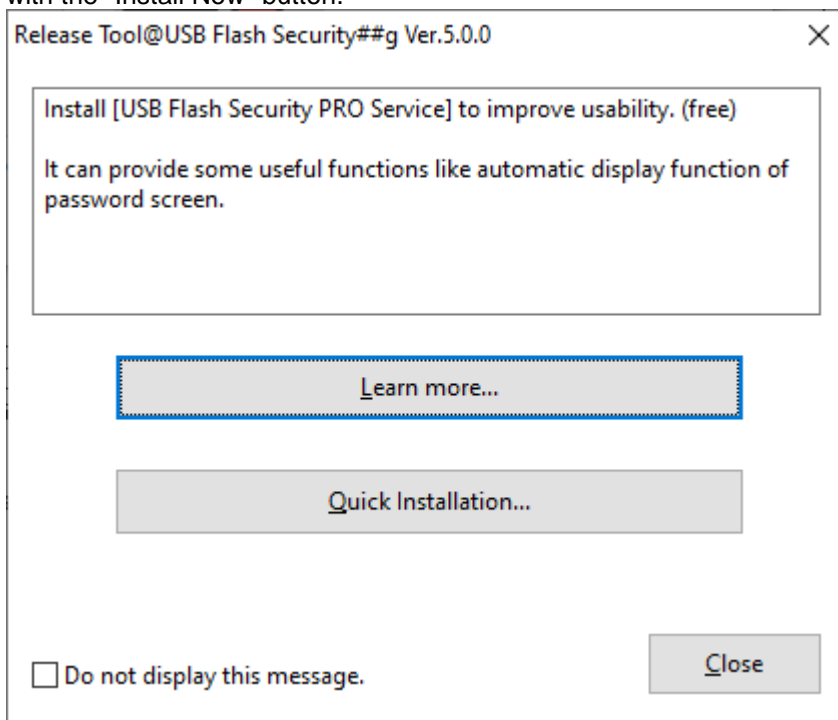 with the "Install Now" button.
Release Tool@USB Flash Security##g Ver.5.0.0
Install [USB Flash Security PRO Service] to improve usability. (free)
It can provide some useful functions like automatic display function of
password screen.
Learn more...
Quick Installation...
Do not display this message.
Close